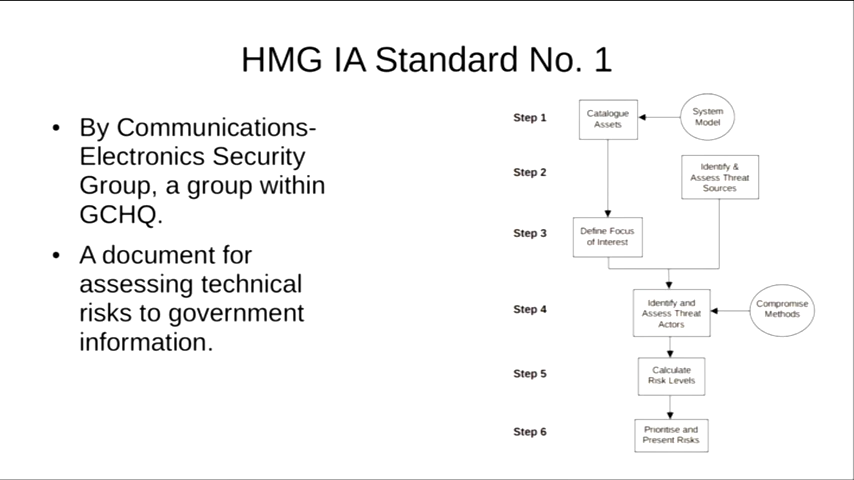 HMG IA Standard No. 1
• By Communications-
Electronics Security
Group, a group within
GCHQ.
• A document for
assessing technical
risks to government
information.
Step 1
Catalogue
Assets
System
Model
Step 2
Identify &
Assess Threat
Sources
Step 3
Define Focus
of Interest
Step 4
Identify and
Assess Threat
Actors
Compromise
Methods
Step 5
Calculate
Risk Levels
Step 6
Prioritise and
Present Risks